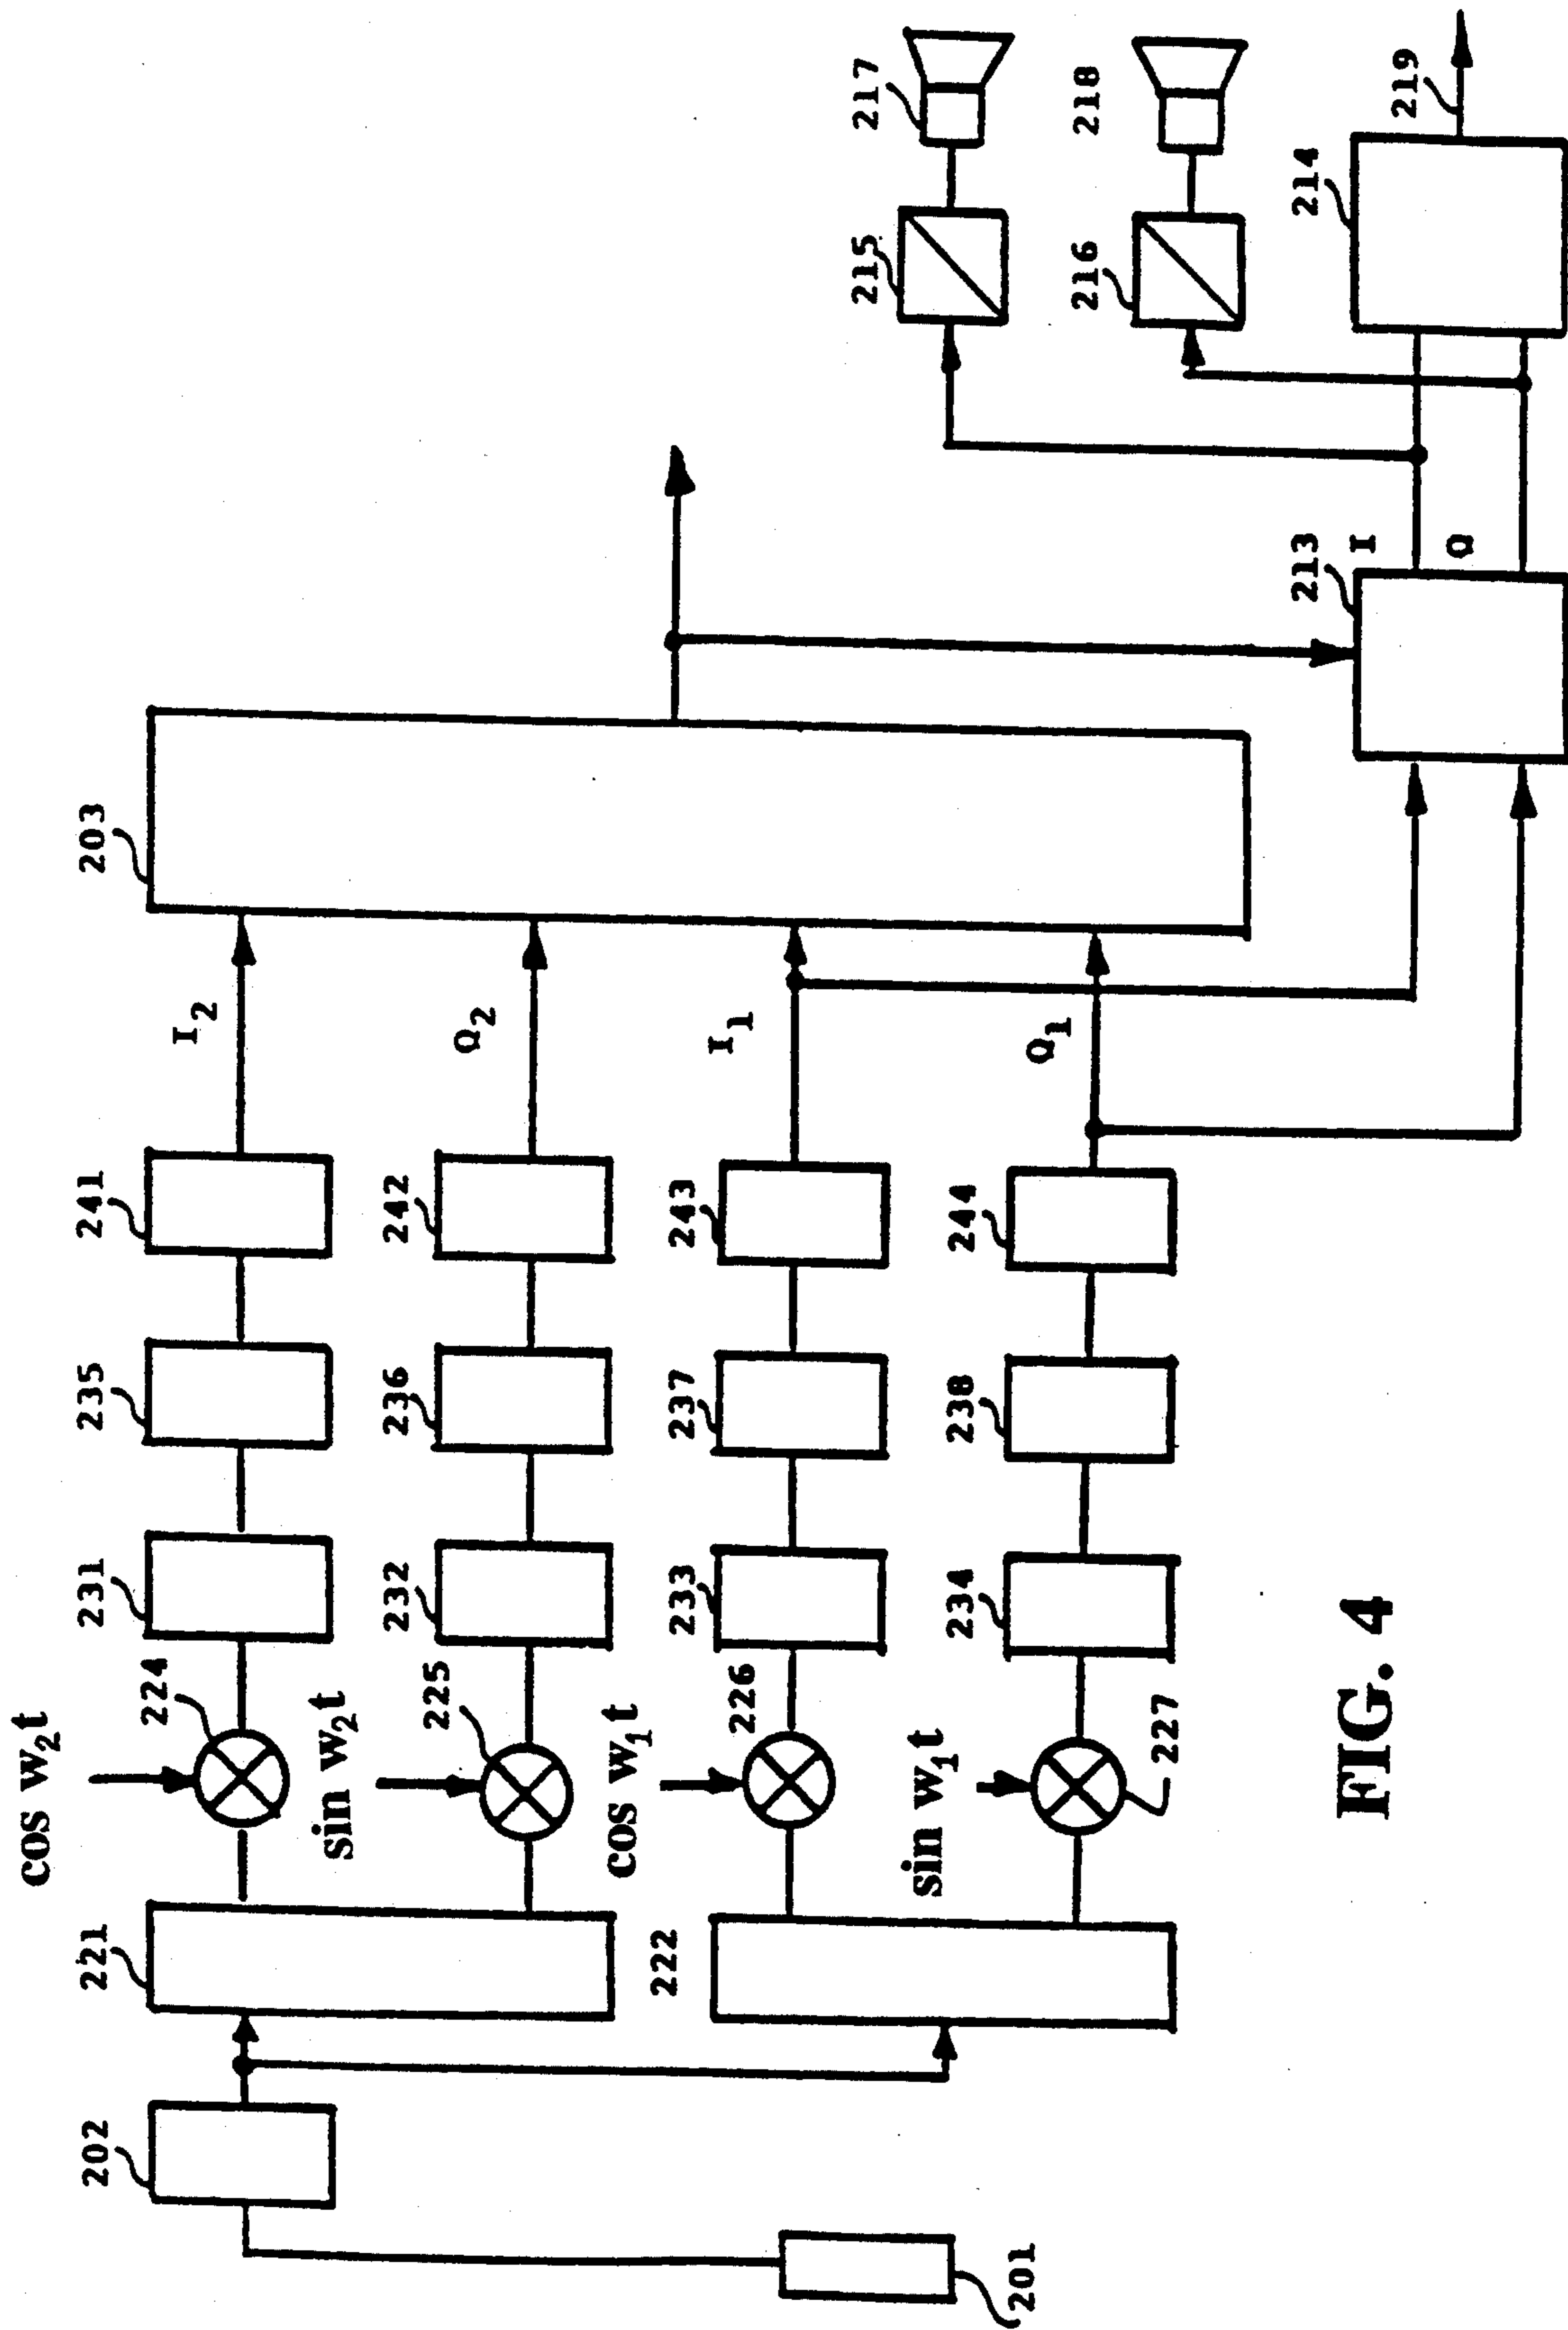 cos w2t
sin w2t
cos w1t
sin w1t
201
202
221
222
224
225
226
227
231
232
233
234
235
236
237
238
241
242
243
244
I2
Q2
I1
Q1
203
213
I
Q
215
216
214
217
218
219
FIG. 4